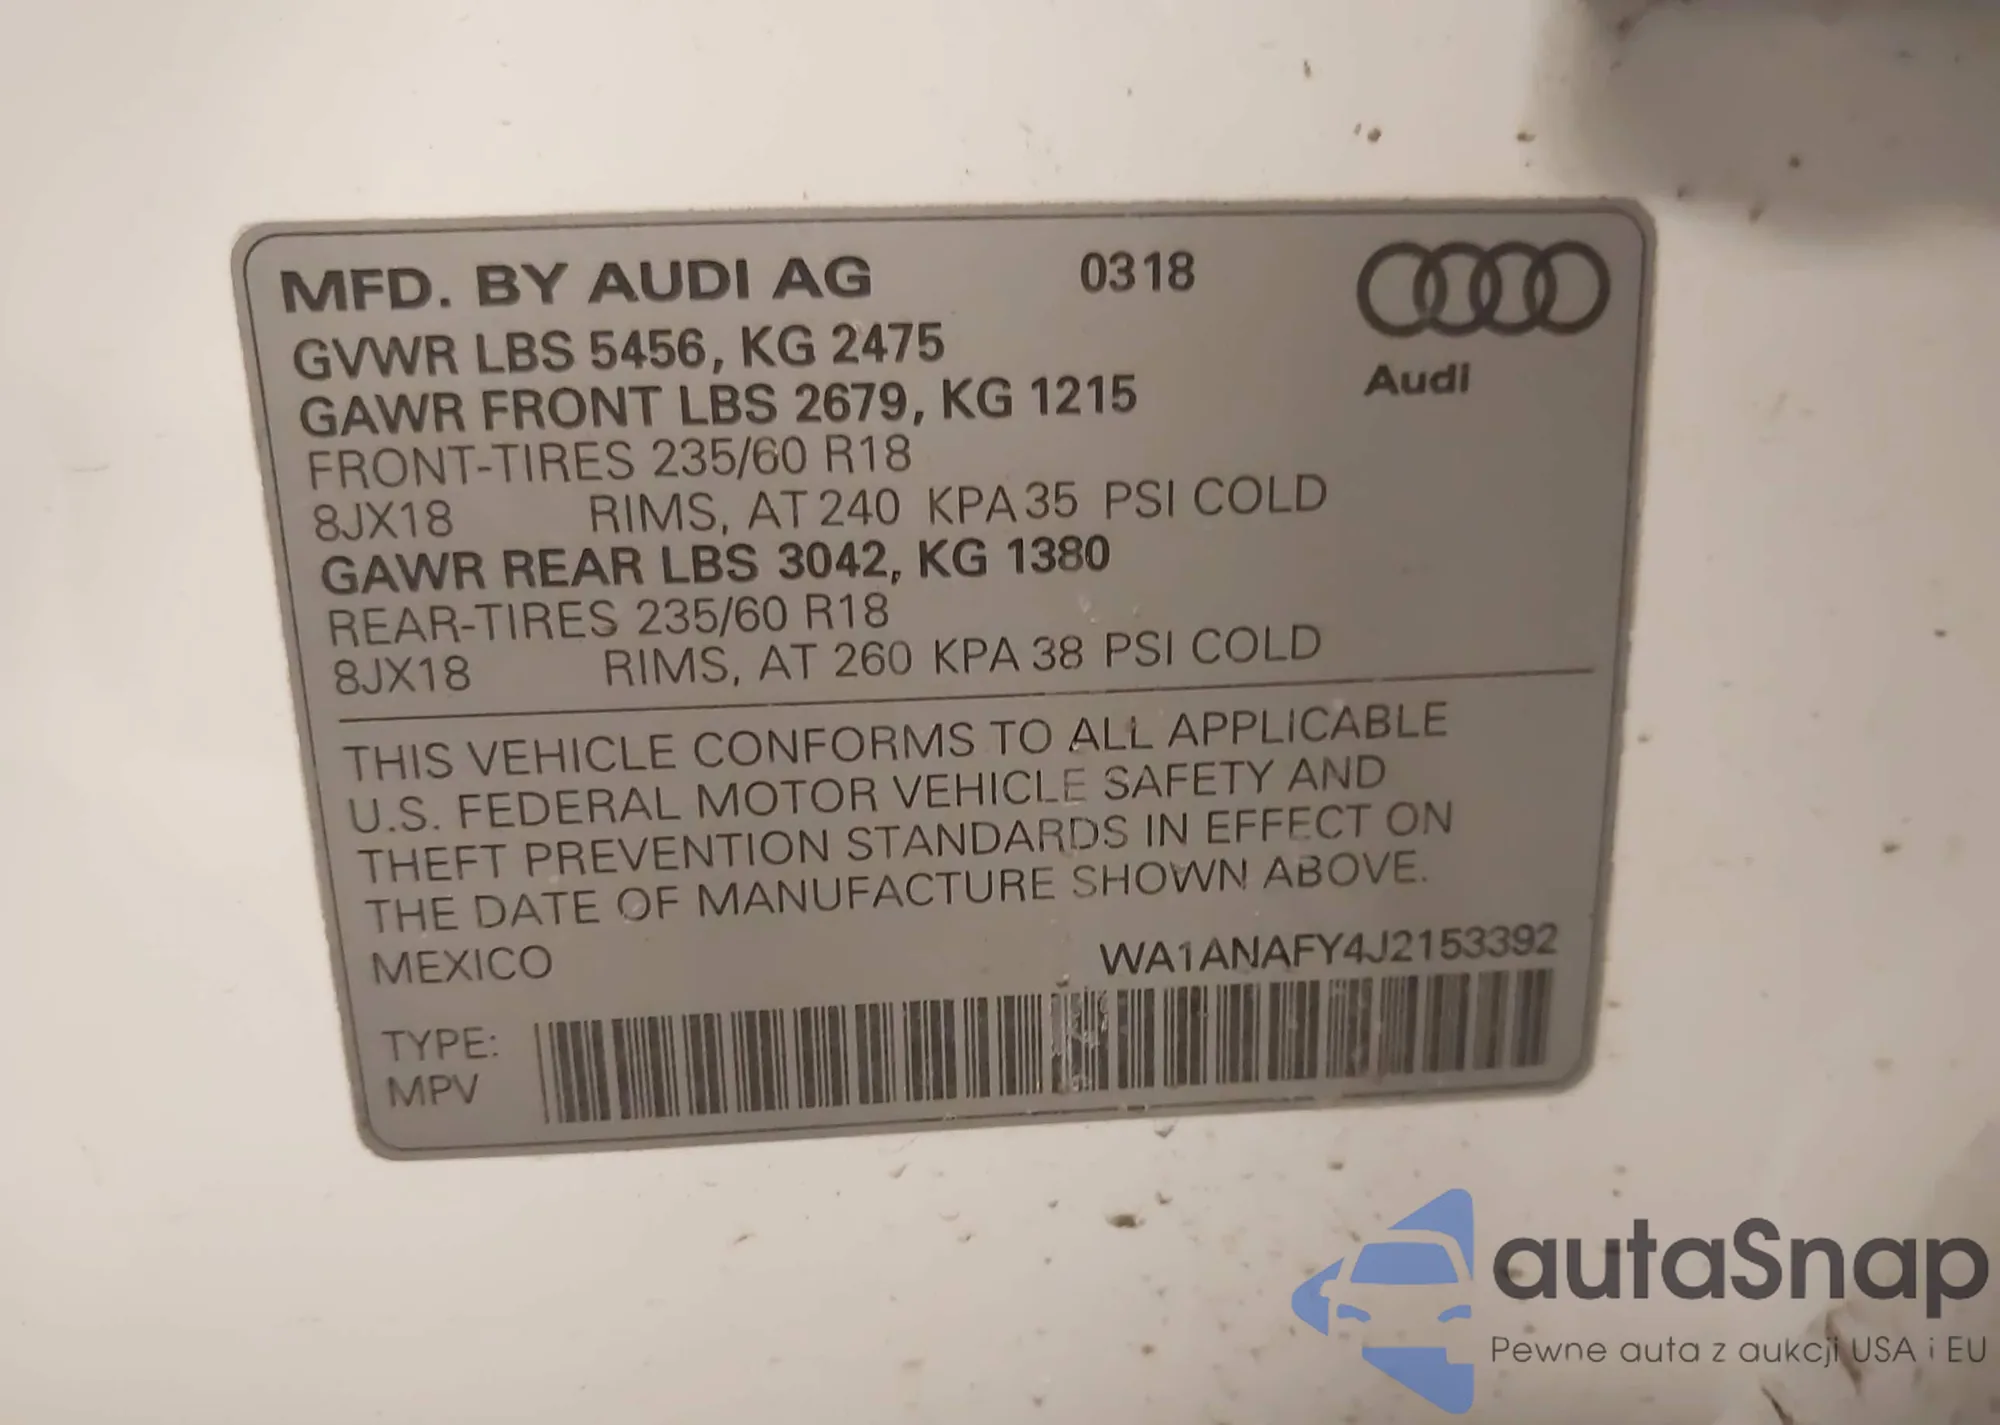 MFD. BY AUDI AG 0318
GVWR LBS 5456, KG 2475
GAWR FRONT LBS 2679, KG 1215
Audi
FRONT-TIRES 235/60 R18
8JX18 RIMS, AT 240 KPA 35 PSI COLD
GAWR REAR LBS 3042, KG 1380
REAR-TIRES 235/60 R18
8JX18 RIMS, AT 260 KPA 38 PSI COLD
THIS VEHICLE CONFORMS TO ALL APPLICABLE
U.S. FEDERAL MOTOR VEHICLE SAFETY AND
THEFT PREVENTION STANDARDS IN EFFECT ON
THE DATE OF MANUFACTURE SHOWN ABOVE.
MEXICO WA1ANAFY4J2153392
TYPE:
MPV
autaSnap
Pewne auta z aukcji USA i EU